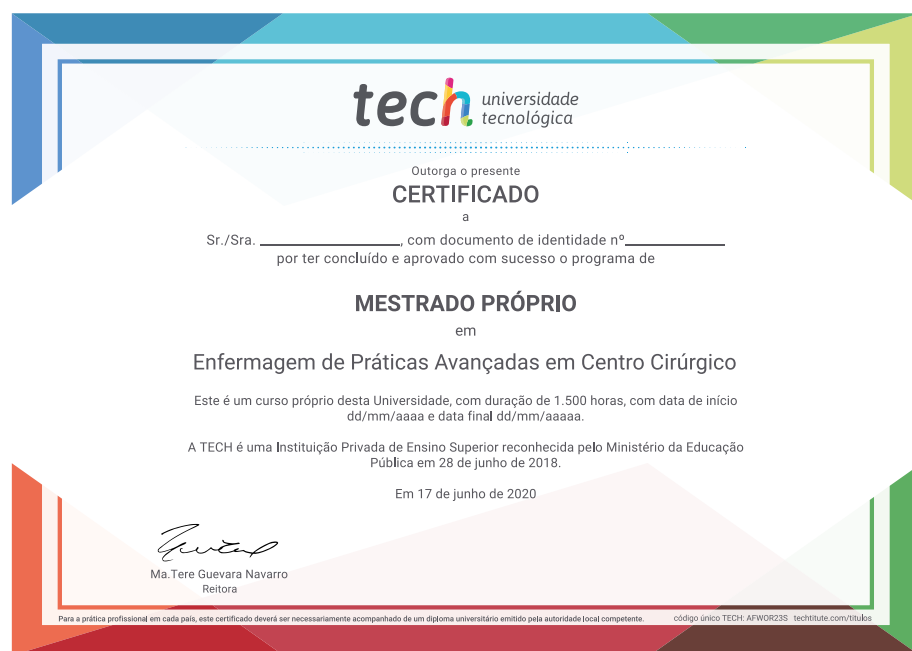 tech universidade
tecnológica
Outorga o presente
CERTIFICADO
a
Sr./Sra. ____________________, com documento de identidade nº______________
por ter concluído e aprovado com sucesso o programa de
MESTRADO PRÓPRIO
em
Enfermagem de Práticas Avançadas em Centro Cirúrgico
Este é um curso próprio desta Universidade, com duração de 1.500 horas, com data de início
dd/mm/aaaa e data final dd/mm/aaaaa.
A TECH é uma Instituição Privada de Ensino Superior reconhecida pelo Ministério da Educação
Pública em 28 de junho de 2018.
Em 17 de junho de 2020
Ma.Tere Guevara Navarro
Reitora
Para a prática profissional em cada país, este certificado deverá ser necessariamente acompanhado de um diploma universitário emitido pela autoridade local competente.
código único TECH: AFWOR23S techtitute.com/titulos